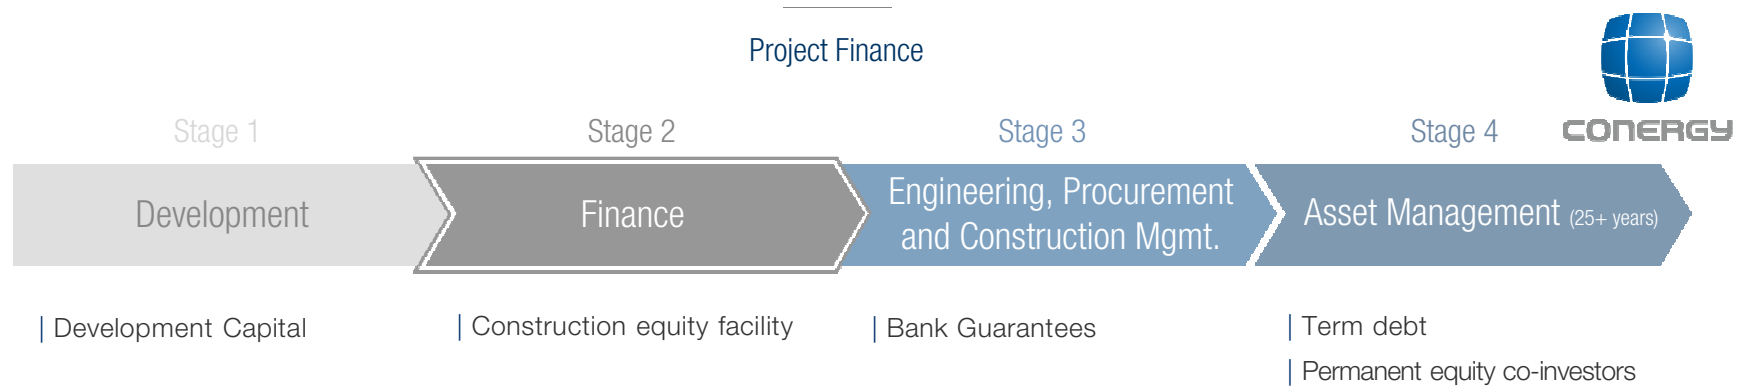 Project Finance
CONERGY
Stage 1
Stage 2
Stage 3
Stage 4
Development
Finance
Engineering, Procurement
and Construction Mgmt.
Asset Management (25+ years)
| Development Capital
| Construction equity facility
| Bank Guarantees
| Term debt
| Permanent equity co-investors